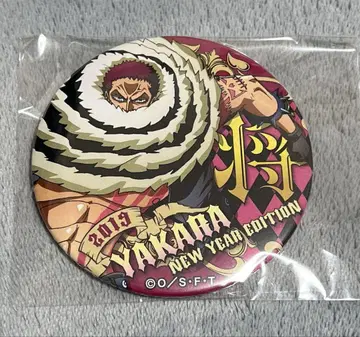 将
2019
YAKARA
NEW YEAR EDITION
©O/S・F・T